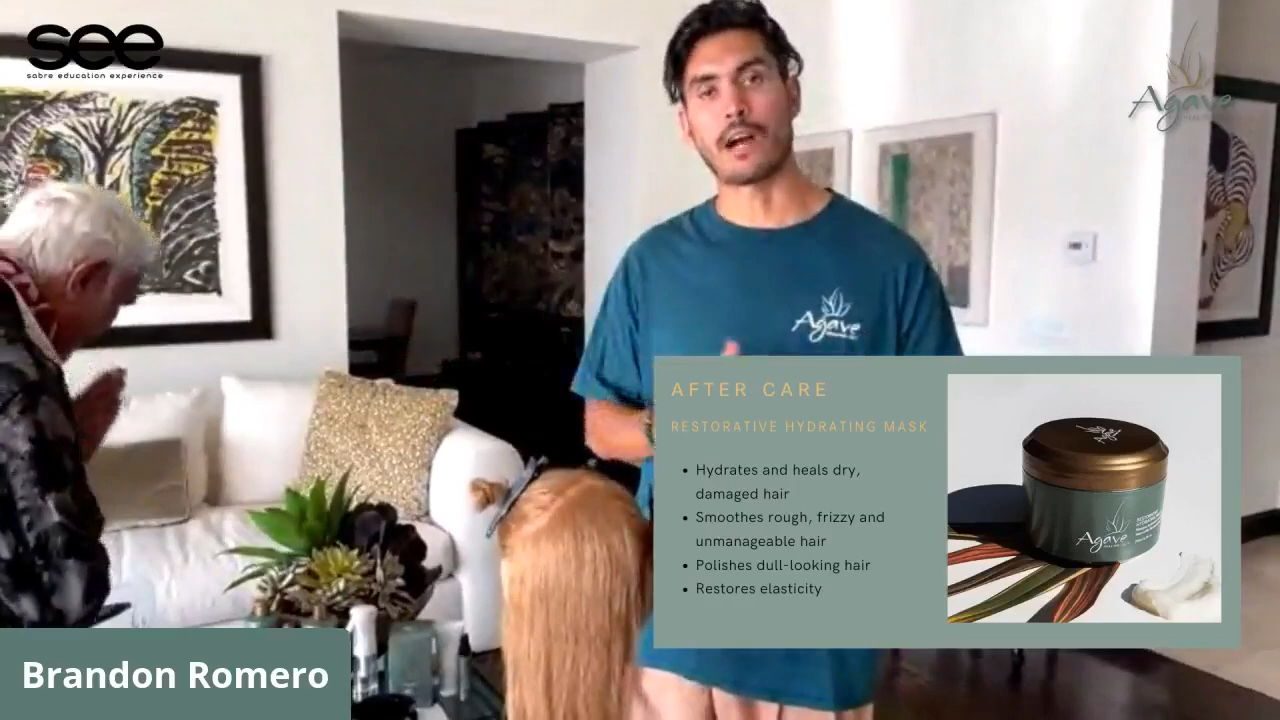 see
sabre education experience
Agave
Agave
AFTER CARE
RESTORATIVE HYDRATING MASK
• Hydrates and heals dry,
damaged hair
• Smoothes rough, frizzy and
unmanageable hair
• Polishes dull-looking hair
• Restores elasticity
Agave
Brandon Romero